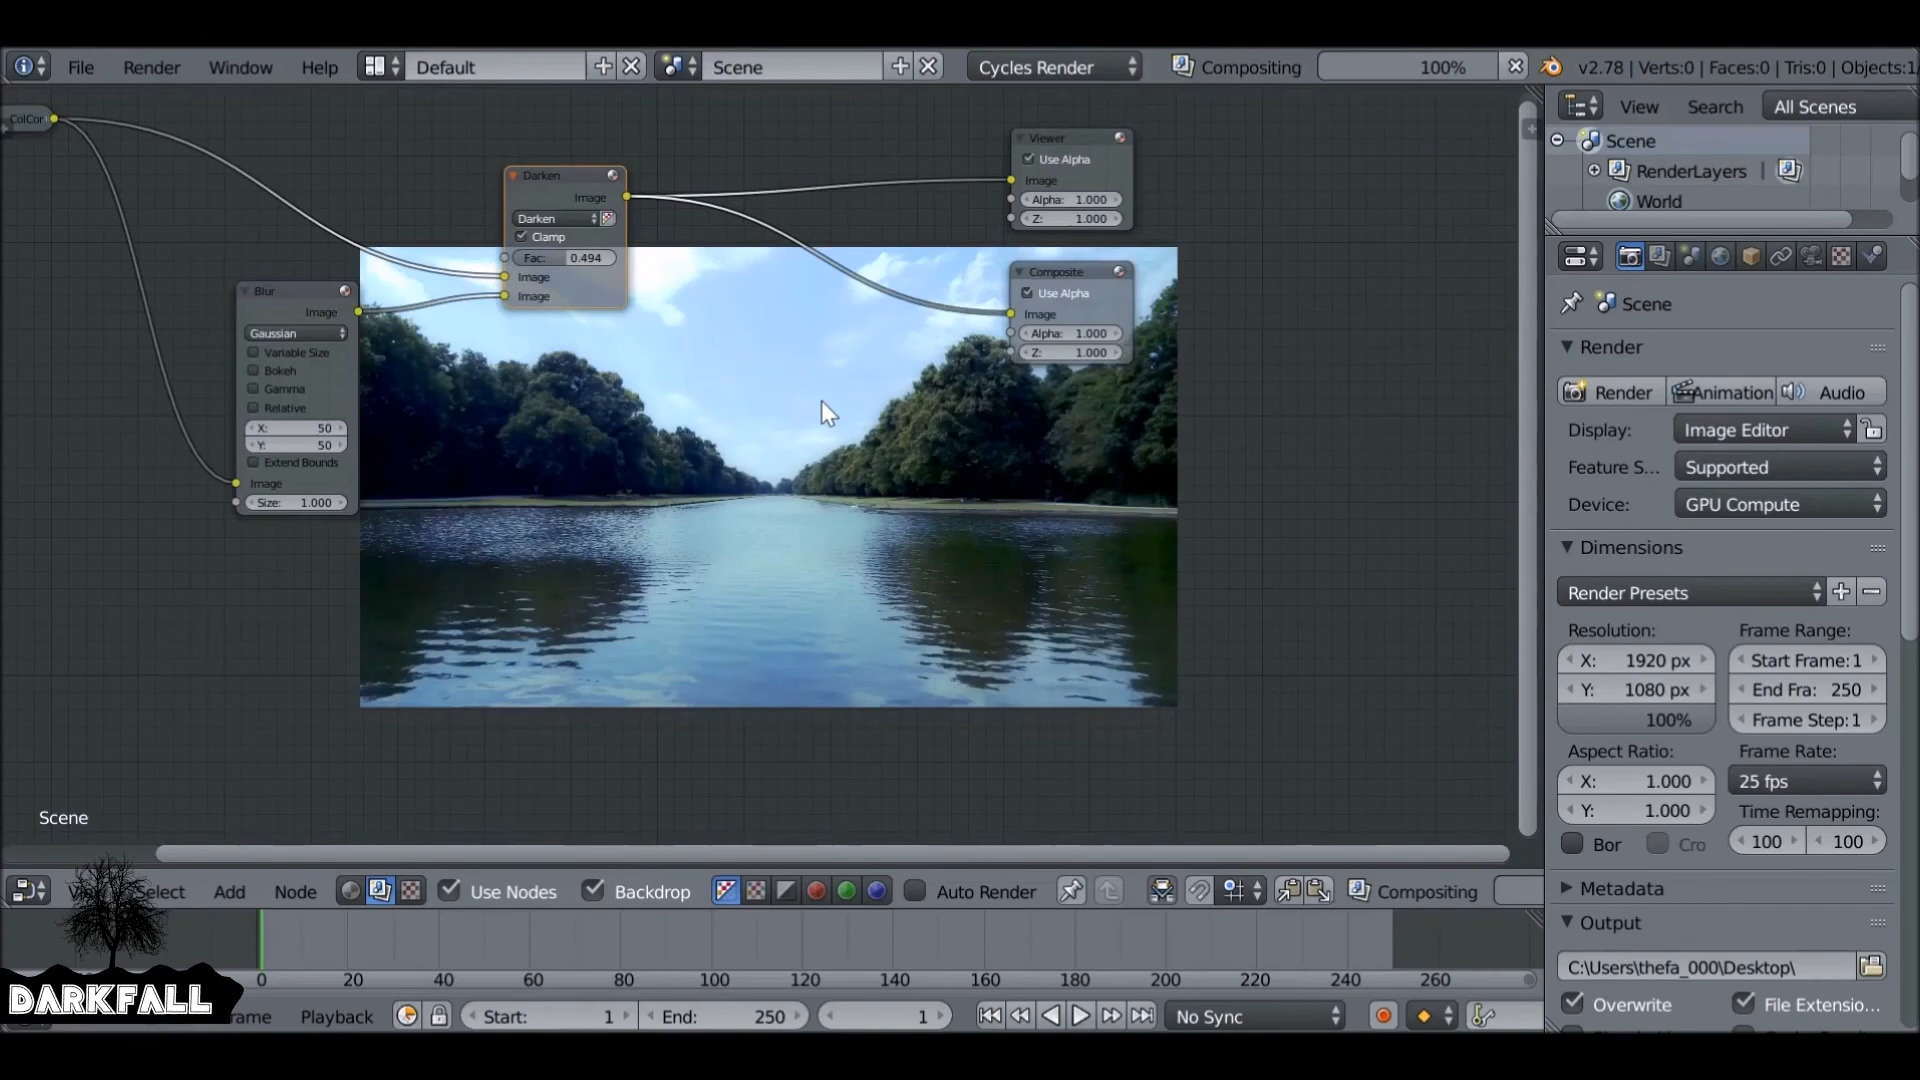 File Render Window Help Default Scene Cycles Render Compositing 100% v2.78 | Verts:0 | Faces:0 | Tris:0 | Objects:1
View Search All Scenes
Scene
RenderLayers
World
ColCor
Darken
Image
Darken
Clamp
Fac: 0.494
Image
Image
Viewer
Use Alpha
Image
Alpha: 1.000
Z: 1.000
Composite
Use Alpha
Image
Alpha: 1.000
Z: 1.000
Blur
Image
Gaussian
Variable Size
Bokeh
Gamma
Relative
X: 50
Y: 50
Extend Bounds
Image
Size: 1.000
Scene
Scene
Render
Render Animation Audio
Display: Image Editor
Feature S... Supported
Device: GPU Compute
Dimensions
Render Presets
Resolution: Frame Range:
X: 1920 px Start Frame:1
Y: 1080 px End Fra: 250
100% Frame Step:1
Aspect Ratio: Frame Rate:
X: 1.000 25 fps
Y: 1.000 Time Remapping:
Bor Cro 100 100
Metadata
Output
C:\Users\thefa_000\Desktop\
Overwrite File Extensio...
Select Add Node Use Nodes Backdrop Auto Render Compositing
0 20 40 60 80 100 120 140 160 180 200 220 240 260
Playback Start: 1 End: 250 1 No Sync
DARKFALL